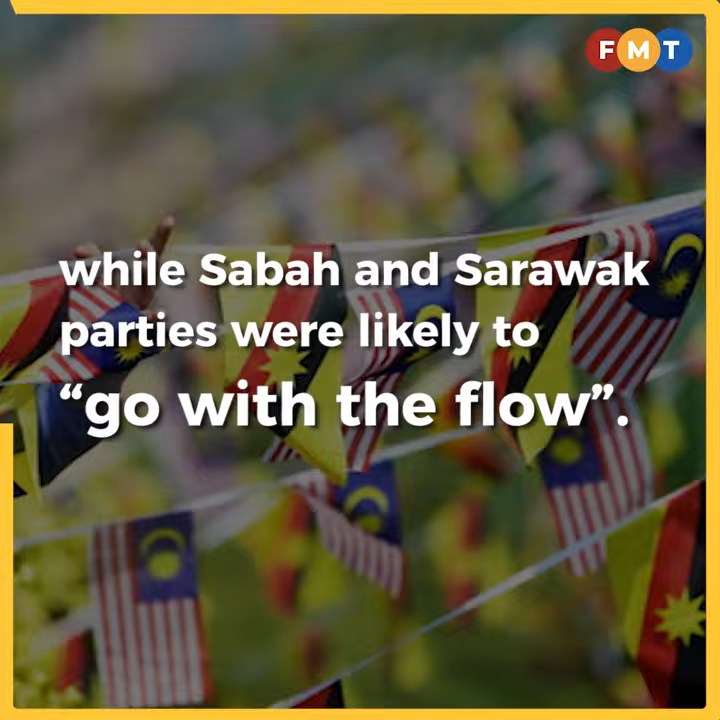 FMT
while Sabah and Sarawak
parties were likely to
“go with the flow”.